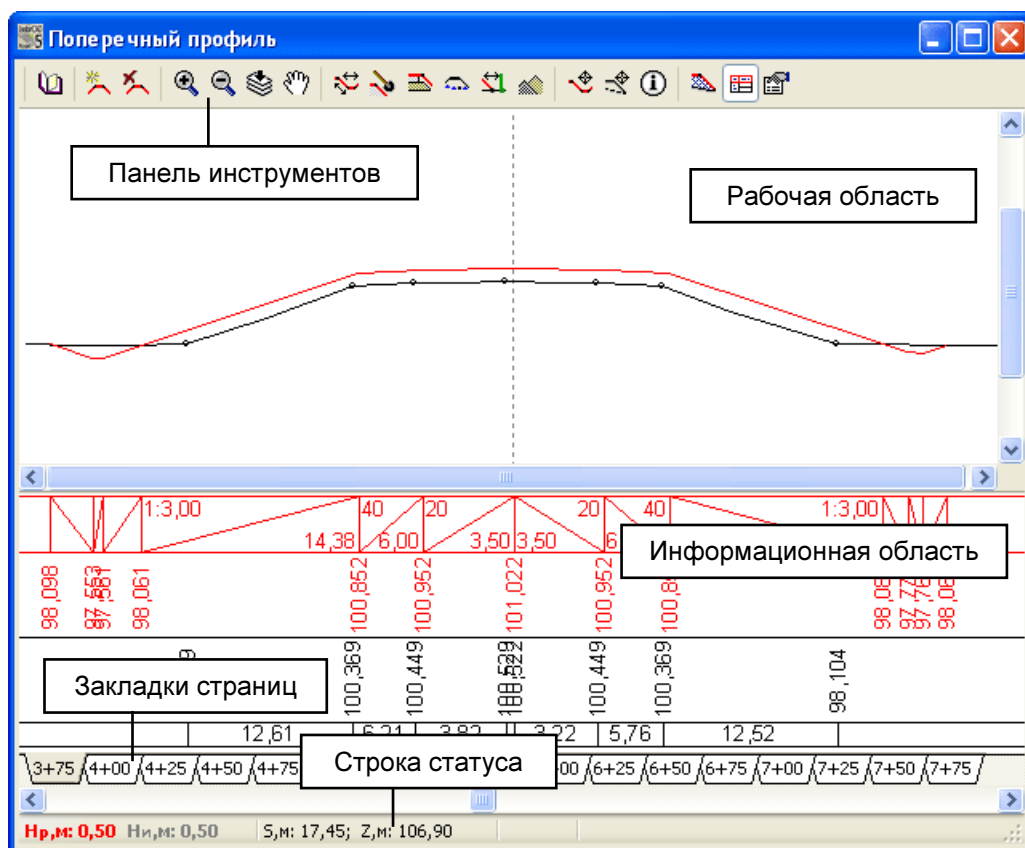 Поперечный профиль
Панель инструментов
Рабочая область
1:3,00 40 20 20 40 1:3,00
14,38 6,00 3,50 3,50
Информационная область
98,098 98,061 100,852 100,952 101,022 100,952
100,369 100,449 100,449 100,369 98,104
Закладки страниц
12,61 5,76 12,52
3+75 4+00 4+25 4+50 4+75 6+25 6+50 6+75 7+00 7+25 7+50 7+75
Строка статуса
Нр,м: 0,50 Ни,м: 0,50 S,м: 17,45; Z,м: 106,90